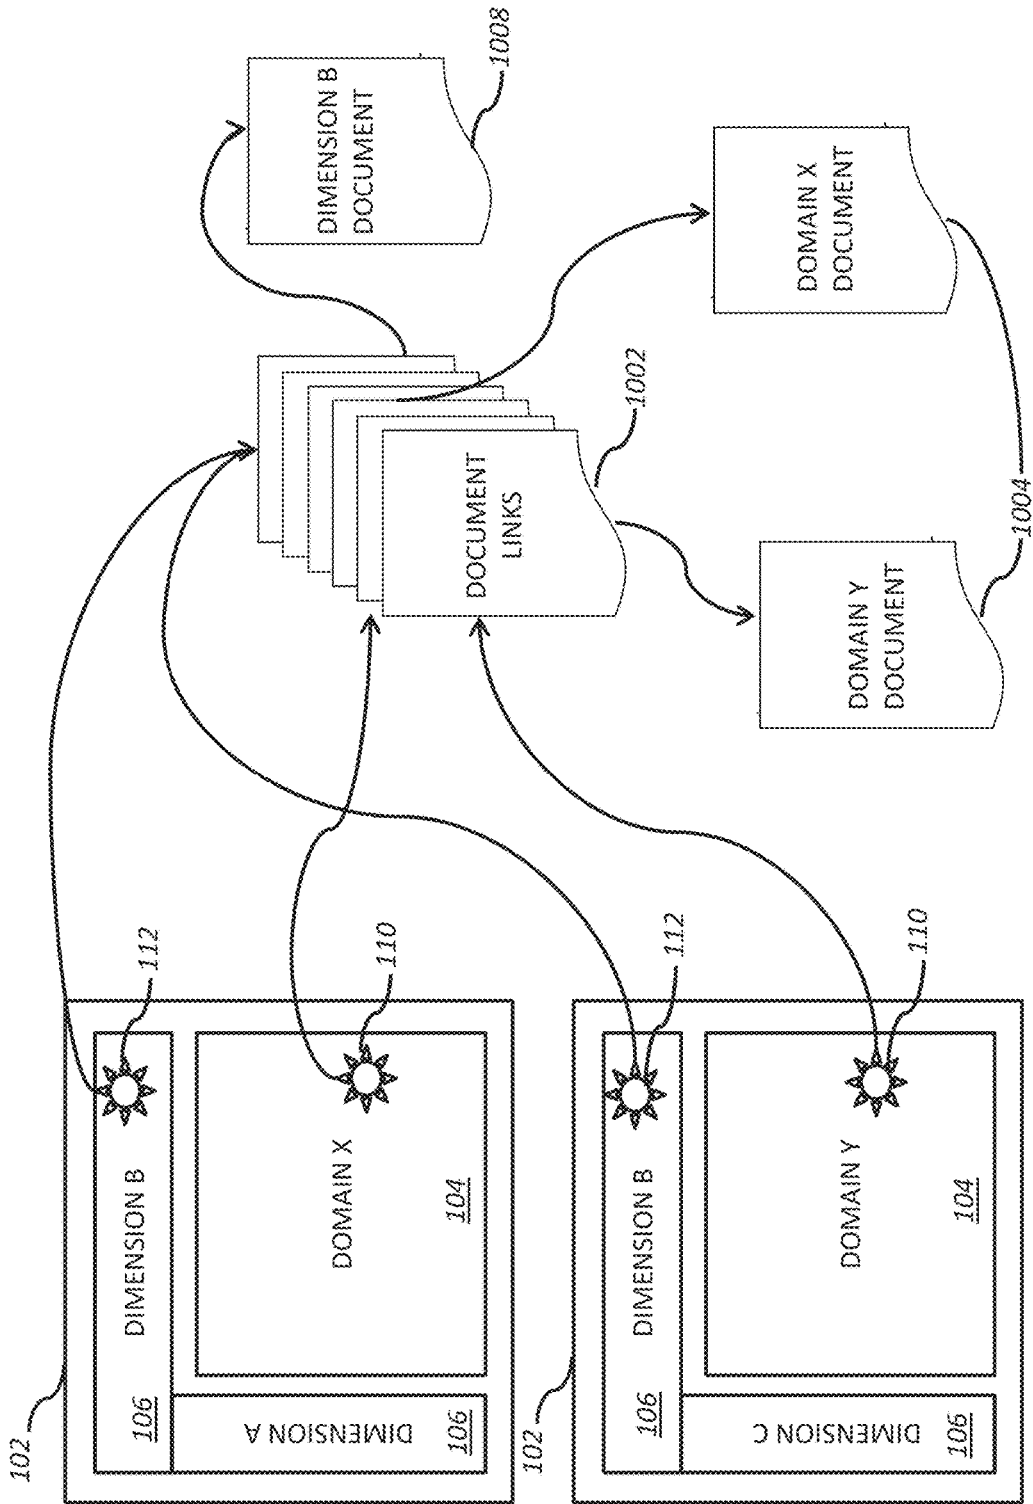 102
106
DIMENSION B
112
DIMENSION A
106
DOMAIN X
104
110
102
106
DIMENSION B
112
DIMENSION C
106
DOMAIN Y
104
110
DOCUMENT
LINKS
1002
DIMENSION B
DOCUMENT
1008
DOMAIN X
DOCUMENT
DOMAIN Y
DOCUMENT
1004